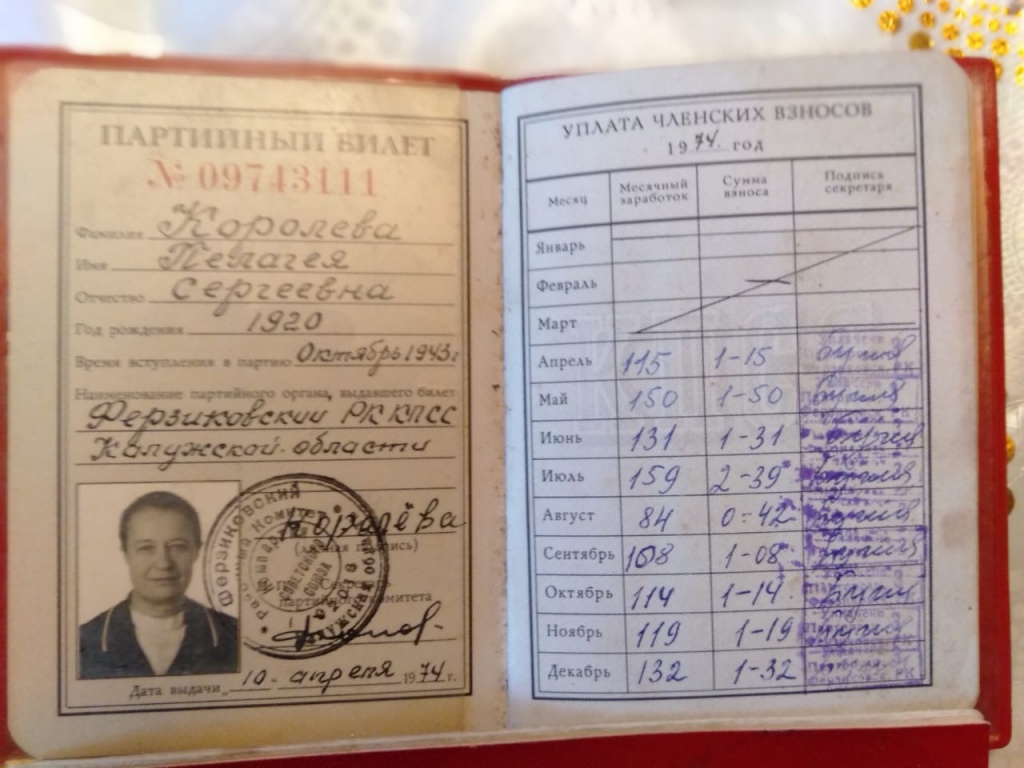 ПАРТИЙНЫЙ БИЛЕТ
№ 09743111
Фамилия Королева
Имя Пелагея
Отчество Сергеевна
Год рождения 1920
Время вступления в партию Октябрь 1943 г
Наименование партийного органа, выдавшего билет
Ферзиковский РК КПСС
Калужской области
Королёва
(личная подпись)
партийного комитета
ФЕРЗИКОВСКИЙ
Дата выдачи „10 апреля 1974 г.
УПЛАТА ЧЛЕНСКИХ ВЗНОСОВ
1974. год
Месяц Месячный заработок Сумма взноса Подпись секретаря
Январь
Февраль
Март
Апрель 115 1-15
Май 150 1-50
Июнь 131 1-31
Июль 159 2-39
Август 84 0-42
Сентябрь 108 1-08
Октябрь 114 1-14
Ноябрь 119 1-19
Декабрь 132 1-32